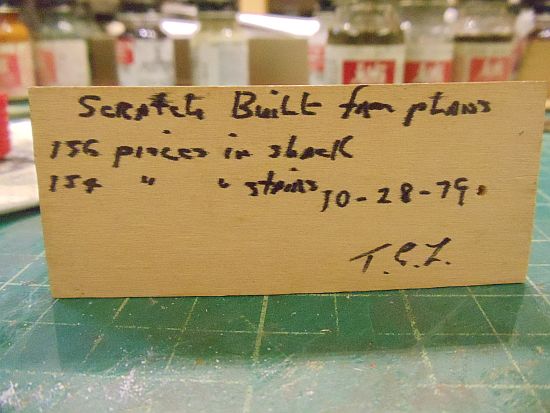 Scratch Built from plans
156 pieces in shack
154 " " stairs 10-28-79.
T.C.L.